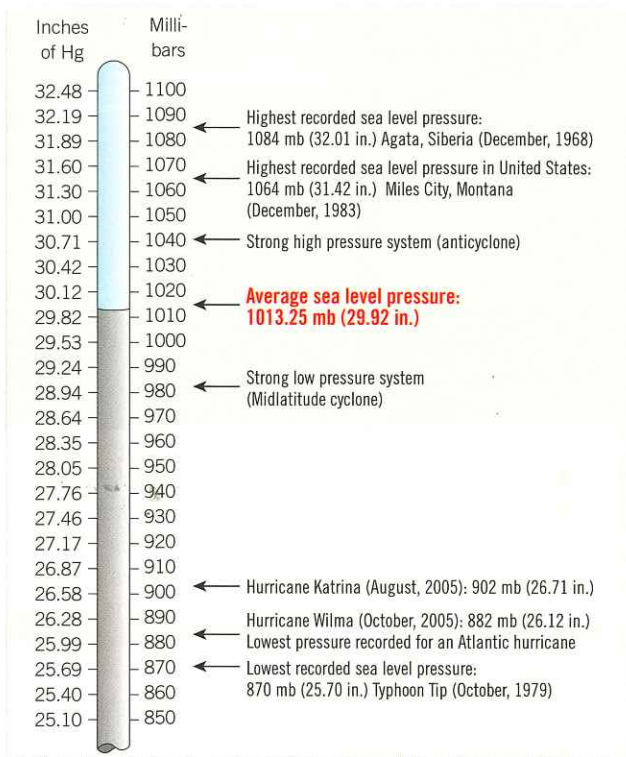 Inches of Hg
Milli-bars
32.48 1100
32.19 1090
31.89 1080
31.60 1070
31.30 1060
31.00 1050
30.71 1040
30.42 1030
30.12 1020
29.82 1010
29.53 1000
29.24 990
28.94 980
28.64 970
28.35 960
28.05 950
27.76 940
27.46 930
27.17 920
26.87 910
26.58 900
26.28 890
25.99 880
25.69 870
25.40 860
25.10 850
Highest recorded sea level pressure:
1084 mb (32.01 in.) Agata, Siberia (December, 1968)
Highest recorded sea level pressure in United States:
1064 mb (31.42 in.) Miles City, Montana
(December, 1983)
Strong high pressure system (anticyclone)
Average sea level pressure:
1013.25 mb (29.92 in.)
Strong low pressure system
(Midlatitude cyclone)
Hurricane Katrina (August, 2005): 902 mb (26.71 in.)
Hurricane Wilma (October, 2005): 882 mb (26.12 in.)
Lowest pressure recorded for an Atlantic hurricane
Lowest recorded sea level pressure:
870 mb (25.70 in.) Typhoon Tip (October, 1979)